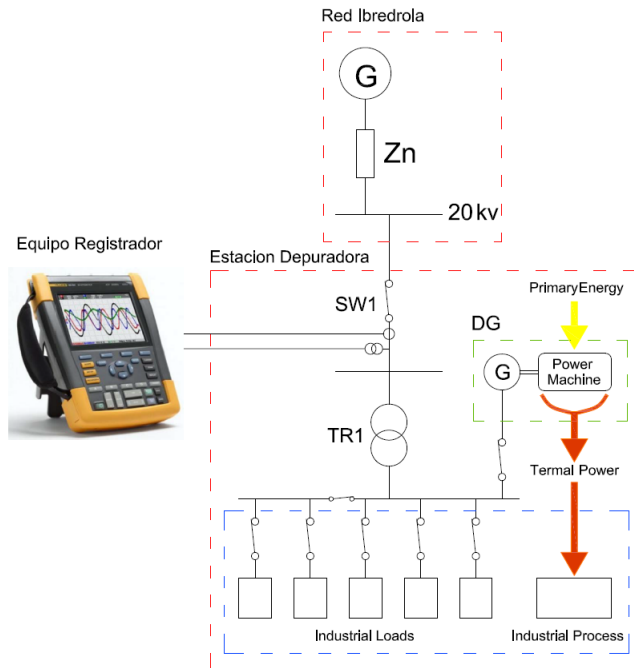 Red Ibredrola
G
Zn
20 kv
Equipo Registrador
Estacion Depuradora
SW1
PrimaryEnergy
DG
G
Power
Machine
TR1
Termal Power
Industrial Loads
Industrial Process